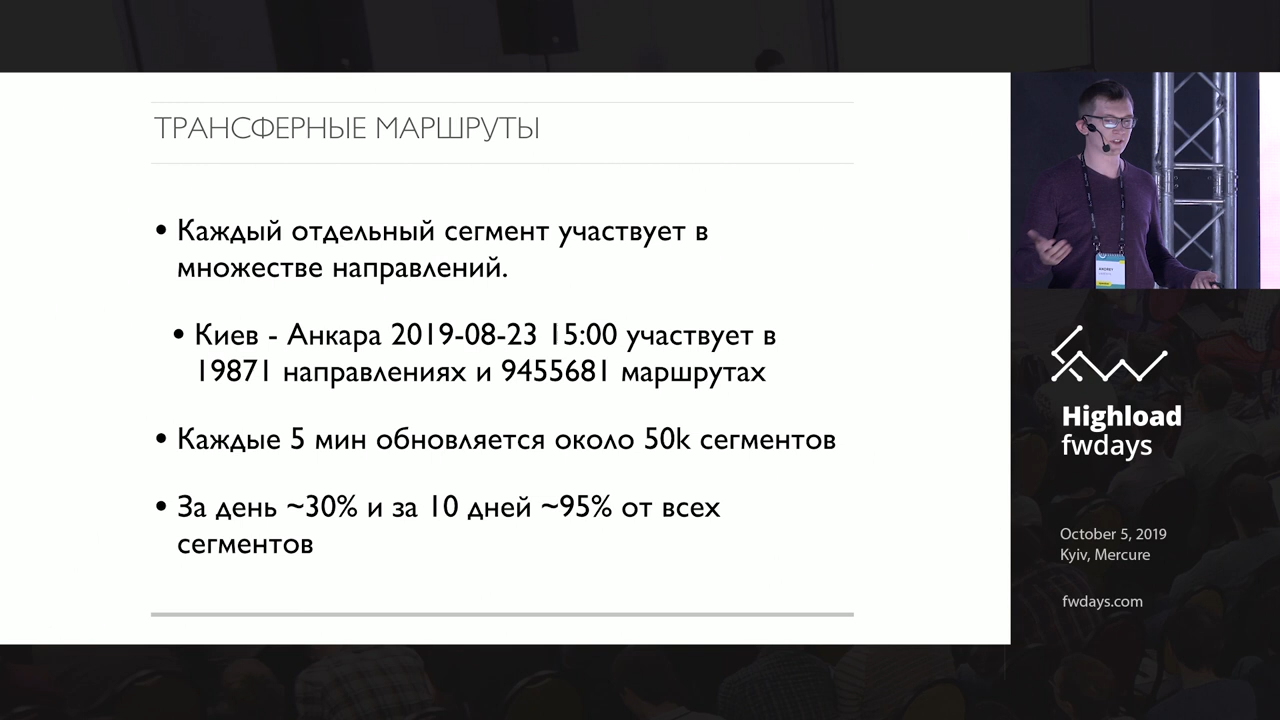 ТРАНСФЕРНЫЕ МАРШРУТЫ
• Каждый отдельный сегмент участвует в
множестве направлений.
• Киев - Анкара 2019-08-23 15:00 участвует в
19871 направлениях и 9455681 маршрутах
• Каждые 5 мин обновляется около 50k сегментов
• За день ~30% и за 10 дней ~95% от всех
сегментов
Highload
fwdays
October 5, 2019
Kyiv, Mercure
fwdays.com